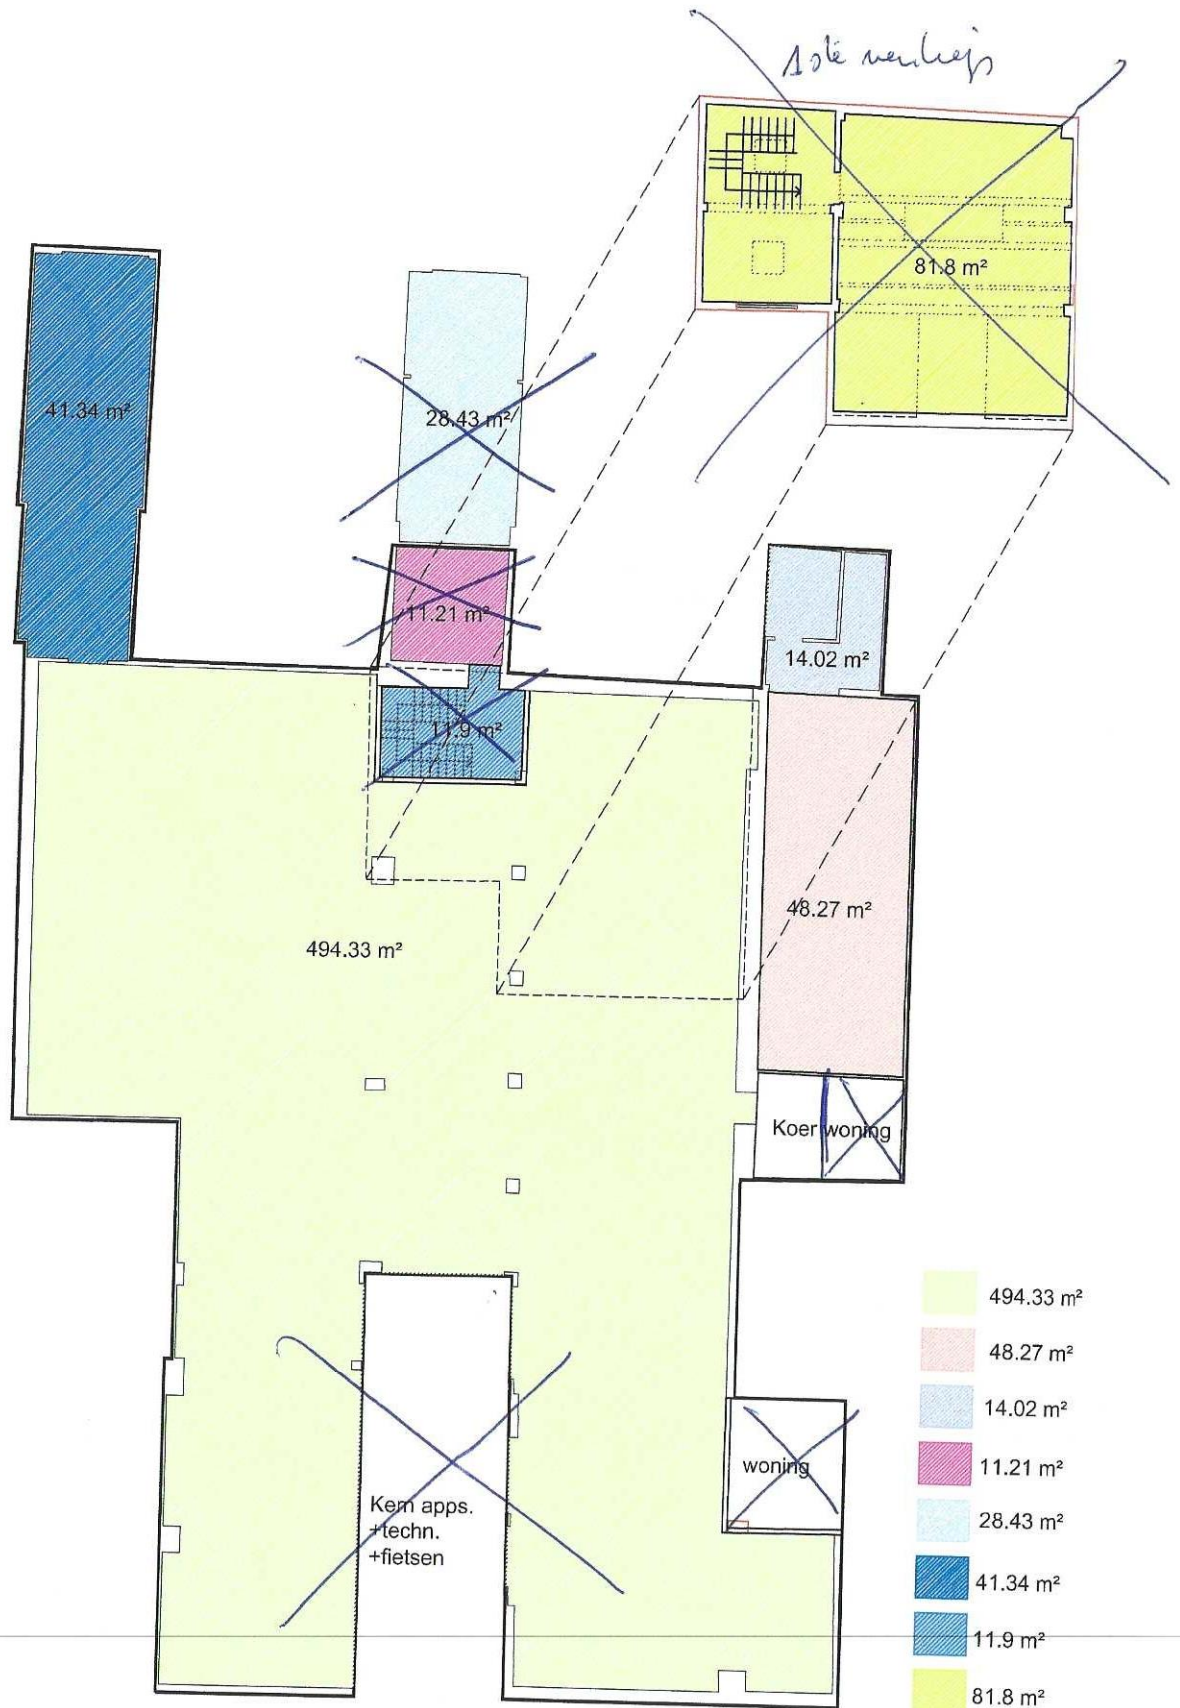 1ste
81.8 m²
41.34 m²
28.43 m²
11.21 m²
14.02 m²
11.9 m²
48.27 m²
494.33 m²
Koer woning
woning
Kern apps.
+techn.
+fietsen
494.33 m²
48.27 m²
14.02 m²
11.21 m²
28.43 m²
41.34 m²
11.9 m²
81.8 m²